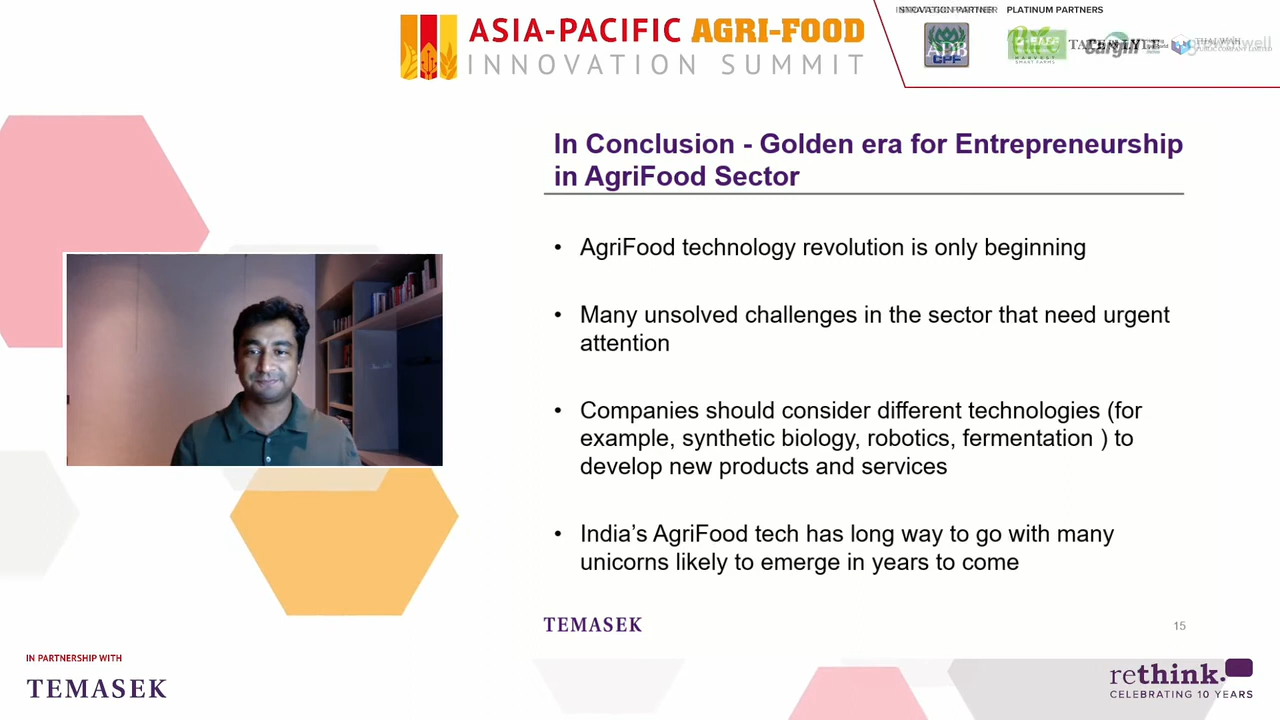 ASIA-PACIFIC AGRI-FOOD
INNOVATION SUMMIT
PLATINUM PARTNERS
ADB
CPF
In Conclusion - Golden era for Entrepreneurship
in AgriFood Sector
• AgriFood technology revolution is only beginning
• Many unsolved challenges in the sector that need urgent
attention
• Companies should consider different technologies (for
example, synthetic biology, robotics, fermentation ) to
develop new products and services
• India's AgriFood tech has long way to go with many
unicorns likely to emerge in years to come
TEMASEK
15
IN PARTNERSHIP WITH
TEMASEK
rethink.
CELEBRATING 10 YEARS